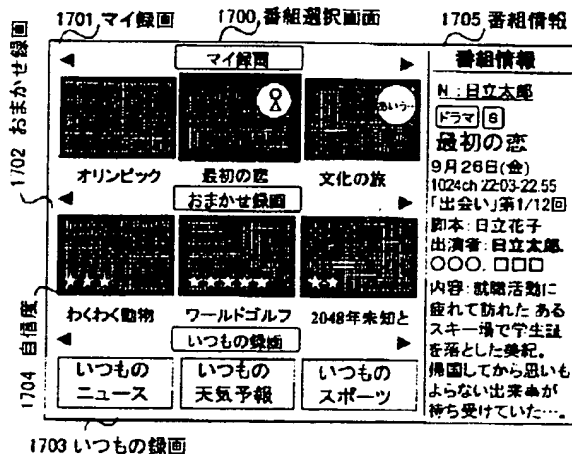 1701 マイ録画
1700 番組選択画面
1705 番組情報
1702 おまかせ録画
1704 自信度
マイ録画
あいう…
オリンピック
最初の恋
文化の旅
おまかせ録画
わくわく動物
ワールドゴルフ
2048年未知と
いつもの録画
いつもの
ニュース
いつもの
天気予報
いつもの
スポーツ
1703 いつもの録画
番組情報
N:日立太郎
ドラマ S
最初の恋
9月26日(金)
1024ch 22:03-22:55
「出会い」第1/12回
脚本:日立花子
出演者:日立太郎、
○○○、□□□
内容:就職活動に
疲れて訪れた ある
スキー場で学生証
を落とした美紀。
帰国してから思いも
よらない出来事が
待ち受けていた…。